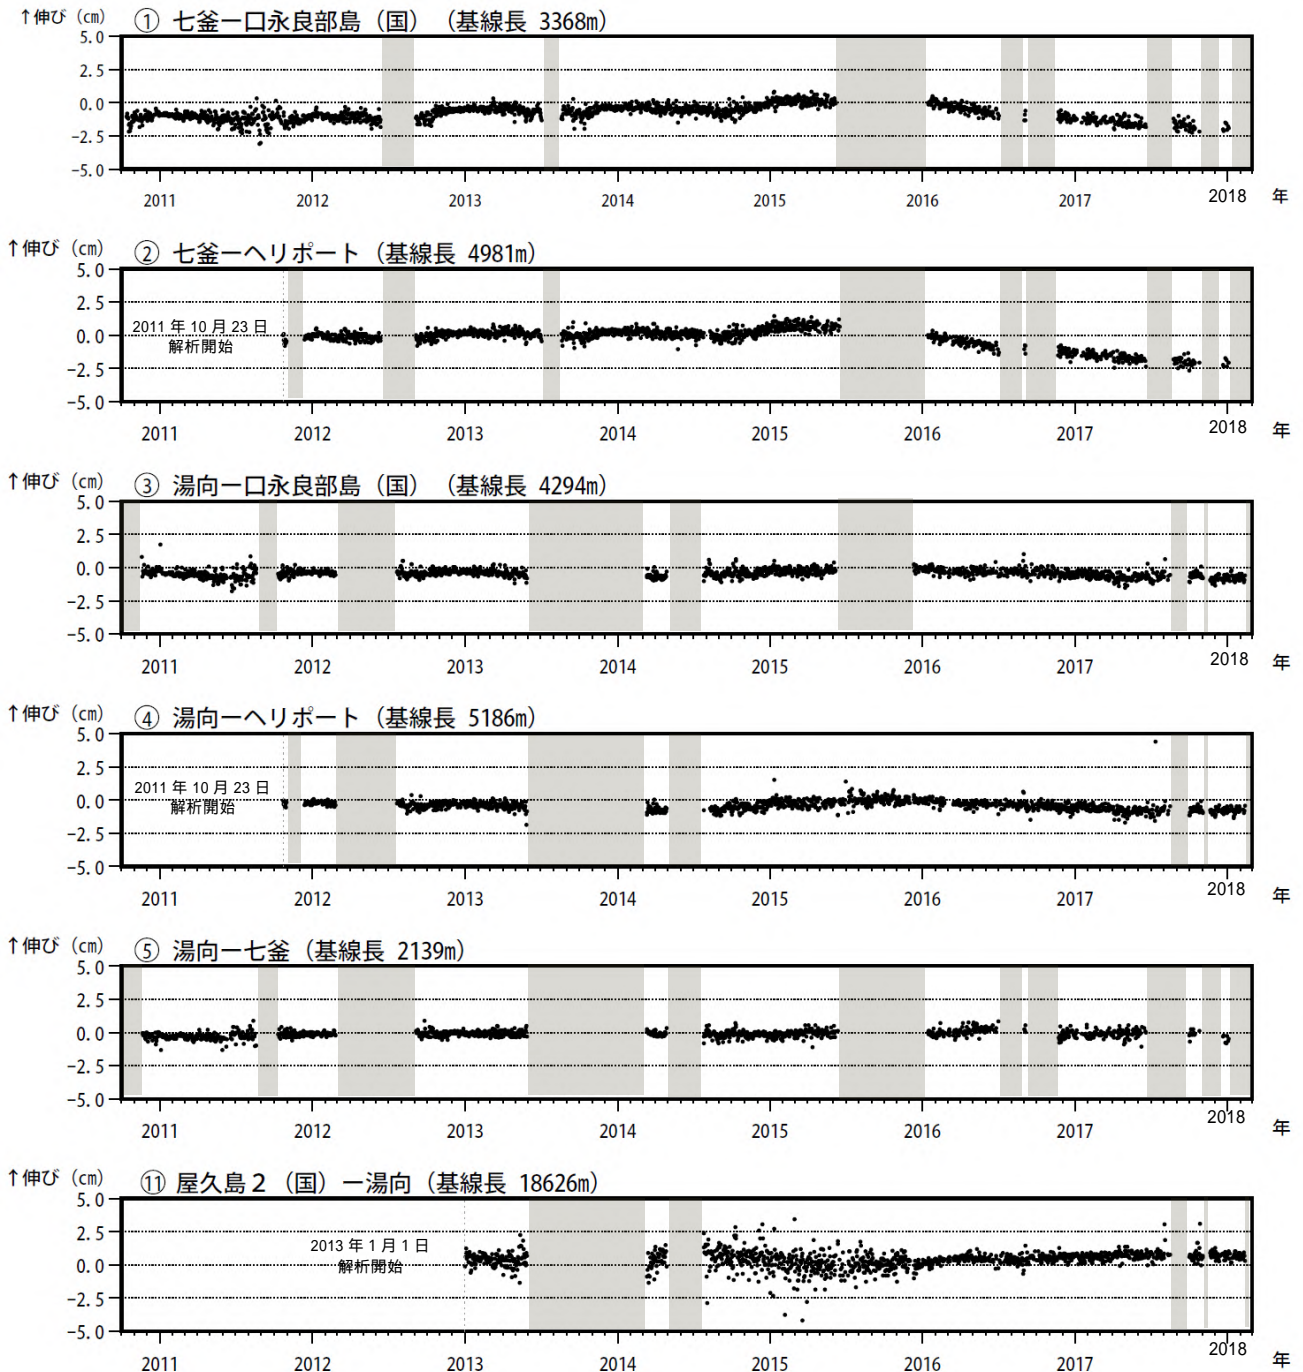 ↑伸び（cm） ① 七釜ー口永良部島（国）（基線長 3368m）
5.0
2.5
0.0
−2.5
−5.0
2011 2012 2013 2014 2015 2016 2017 2018 年
↑伸び（cm） ② 七釜ーヘリポート（基線長 4981m）
5.0
2.5
2011 年 10 月 23 日
0.0
解析開始
−2.5
−5.0
2011 2012 2013 2014 2015 2016 2017 2018 年
↑伸び（cm） ③ 湯向ー口永良部島（国）（基線長 4294m）
5.0
2.5
0.0
−2.5
−5.0
2011 2012 2013 2014 2015 2016 2017 2018 年
↑伸び（cm） ④ 湯向ーヘリポート（基線長 5186m）
5.0
2.5
2011 年 10 月 23 日
0.0
解析開始
−2.5
−5.0
2011 2012 2013 2014 2015 2016 2017 2018 年
↑伸び（cm） ⑤ 湯向ー七釜（基線長 2139m）
5.0
2.5
0.0
−2.5
−5.0
2011 2012 2013 2014 2015 2016 2017 2018 年
↑伸び（cm） ⑪ 屋久島２（国）ー湯向（基線長 18626m）
5.0
2.5
2013 年 1 月 1 日
0.0
解析開始
−2.5
−5.0
2011 2012 2013 2014 2015 2016 2017 2018 年